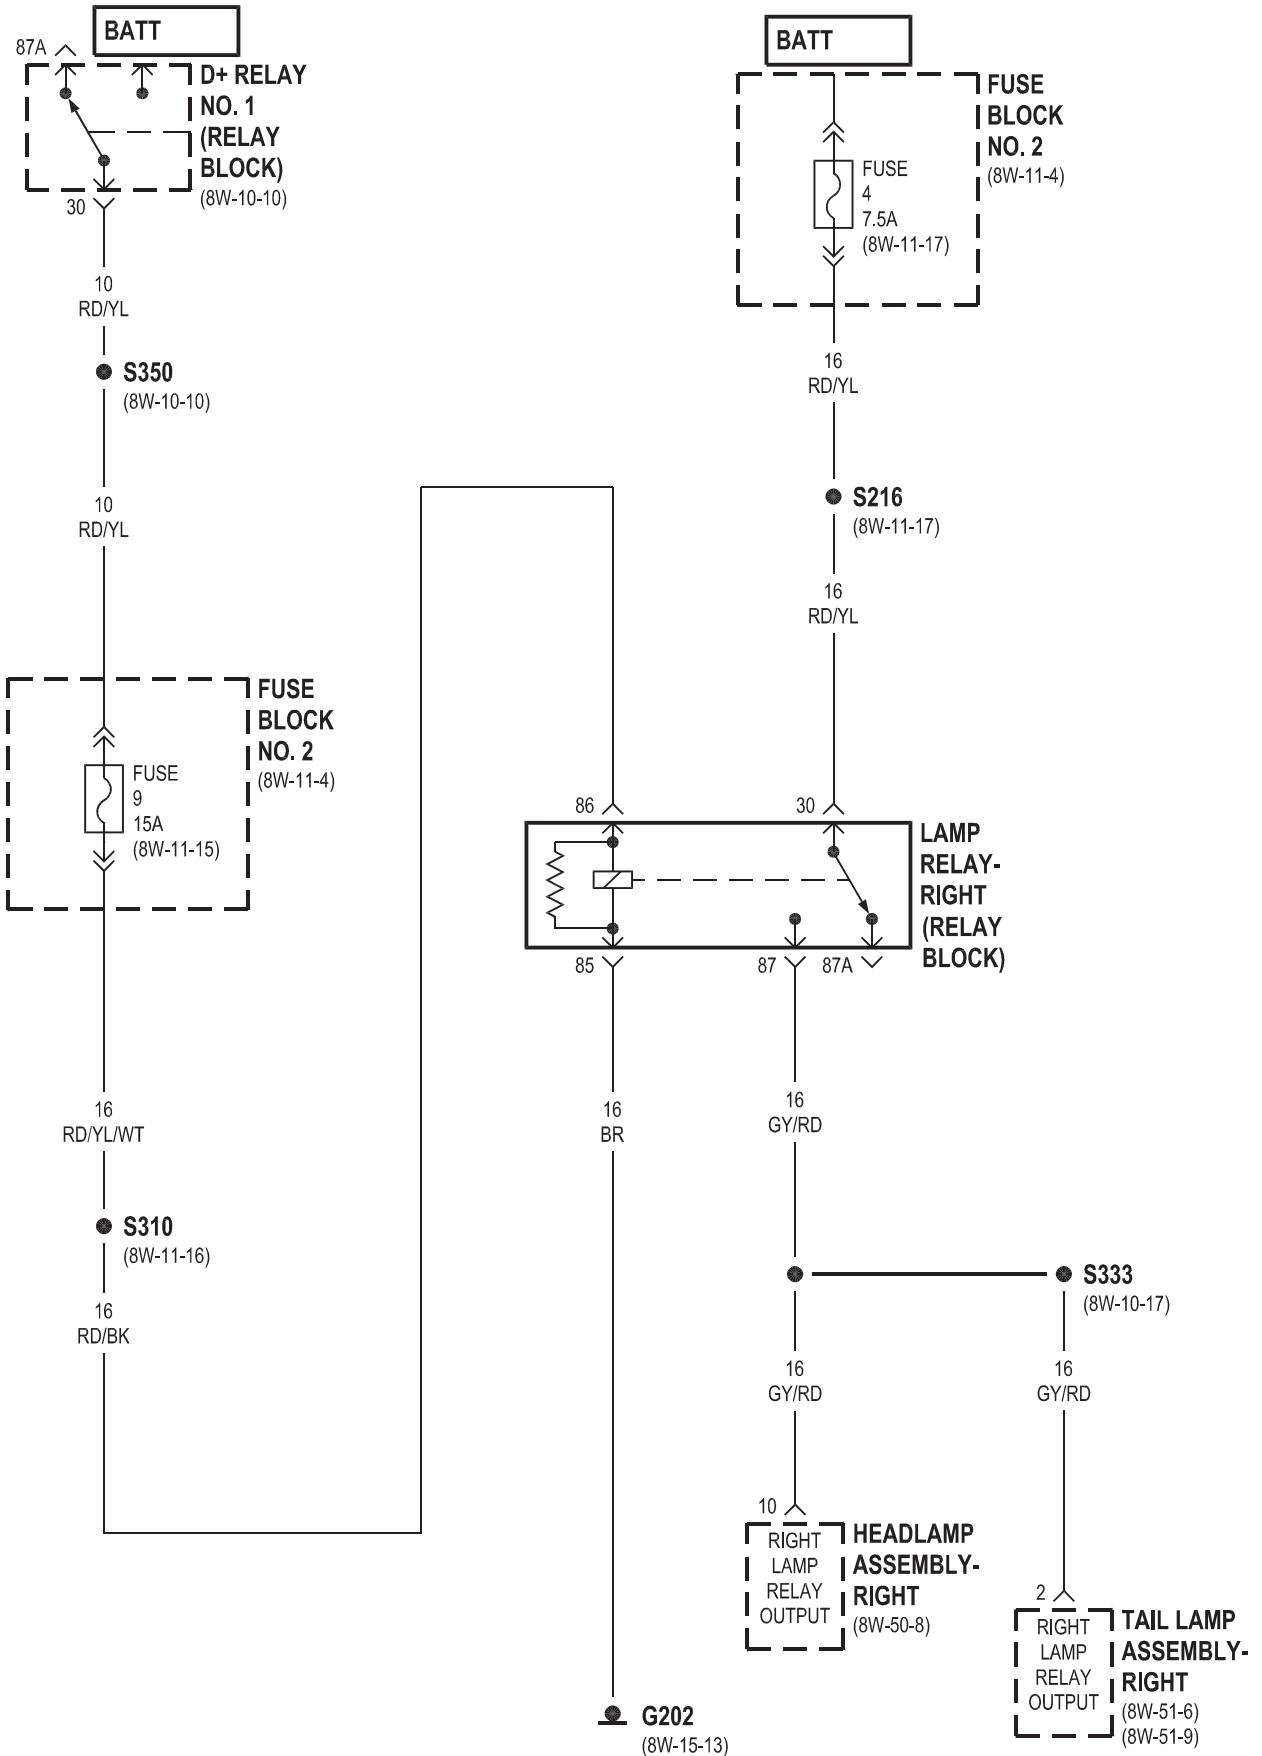 BATT
87A
D+ RELAY
NO. 1
(RELAY
BLOCK)
(8W-10-10)
30
10
RD/YL
S350
(8W-10-10)
10
RD/YL
FUSE
BLOCK
NO. 2
(8W-11-4)
FUSE
9
15A
(8W-11-15)
16
RD/YL/WT
S310
(8W-11-16)
16
RD/BK
BATT
FUSE
BLOCK
NO. 2
(8W-11-4)
FUSE
4
7.5A
(8W-11-17)
16
RD/YL
S216
(8W-11-17)
16
RD/YL
86
30
LAMP
RELAY-
RIGHT
(RELAY
BLOCK)
85
87
87A
16
BR
16
GY/RD
S333
(8W-10-17)
16
GY/RD
16
GY/RD
10
RIGHT
LAMP
RELAY
OUTPUT
HEADLAMP
ASSEMBLY-
RIGHT
(8W-50-8)
2
RIGHT
LAMP
RELAY
OUTPUT
TAIL LAMP
ASSEMBLY-
RIGHT
(8W-51-6)
(8W-51-9)
G202
(8W-15-13)